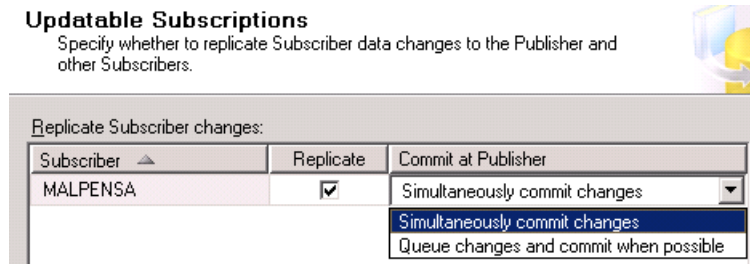 Updatable Subscriptions
Specify whether to replicate Subscriber data changes to the Publisher and
other Subscribers.
Replicate Subscriber changes:
Subscriber Replicate Commit at Publisher
MALPENSA Simultaneously commit changes
Simultaneously commit changes
Queue changes and commit when possible